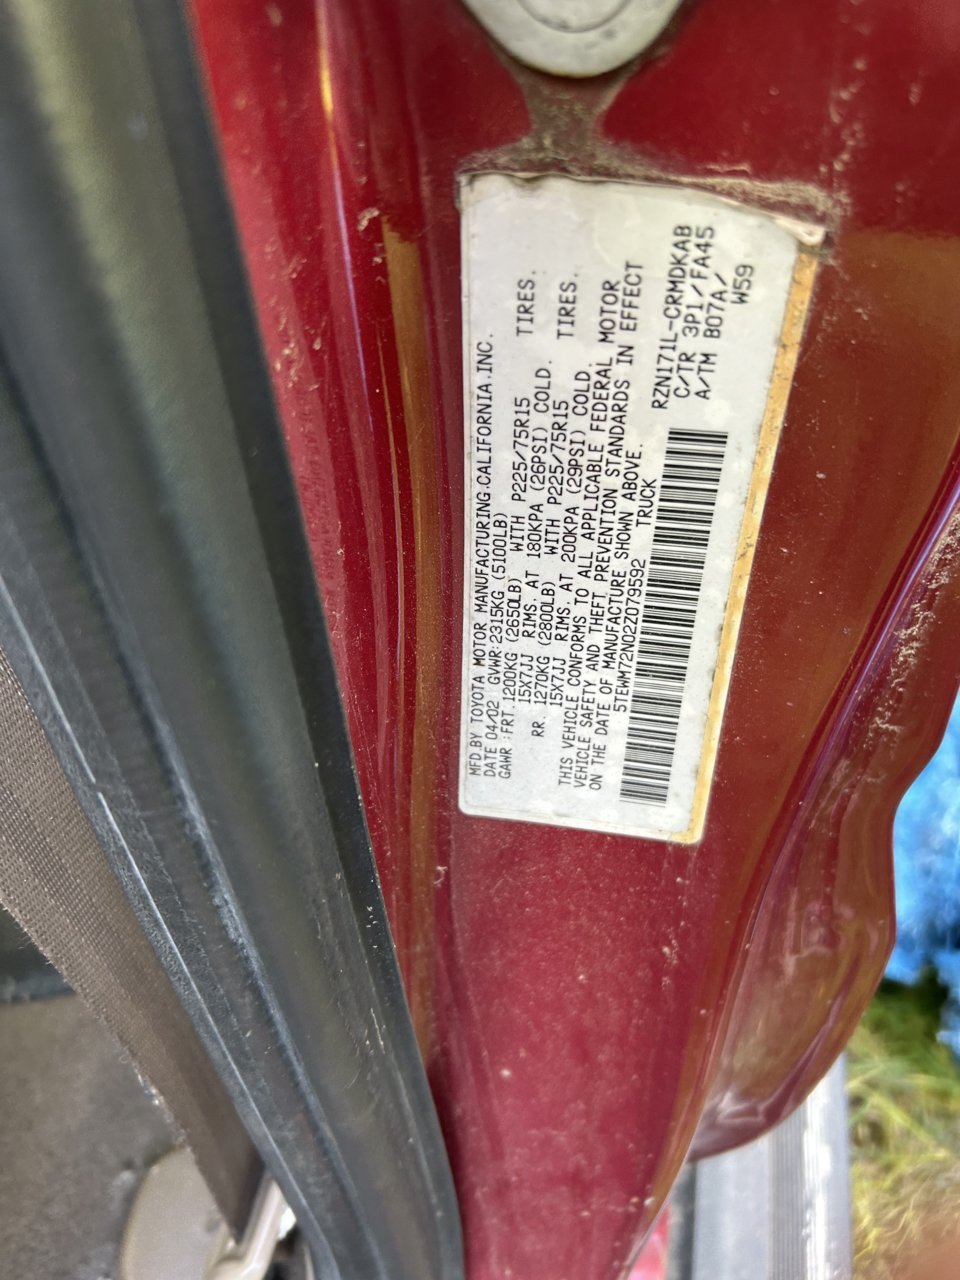 MFD BY TOYOTA MOTOR MANUFACTURING.CALIFORNIA.INC.
DATE 04/02 GVWR:2315KG (5100LB)
GAWR :FRT.1200KG (2650LB) WITH P225/75R15 TIRES.
15X7JJ RIMS. AT 180KPA (26PSI) COLD.
RR. 1270KG (2800LB) WITH P225/75R15 TIRES.
15X7JJ RIMS. AT 200KPA (29PSI) COLD.
THIS VEHICLE CONFORMS TO ALL APPLICABLE FEDERAL MOTOR
VEHICLE SAFETY AND THEFT PREVENTION STANDARDS IN EFFECT
ON THE DATE OF MANUFACTURE SHOWN ABOVE.
5TEWM72N02Z079592 TRUCK
RZN171L-CRMDKAB
C/TR 3P1/FA45
A/TM B07A/
W59